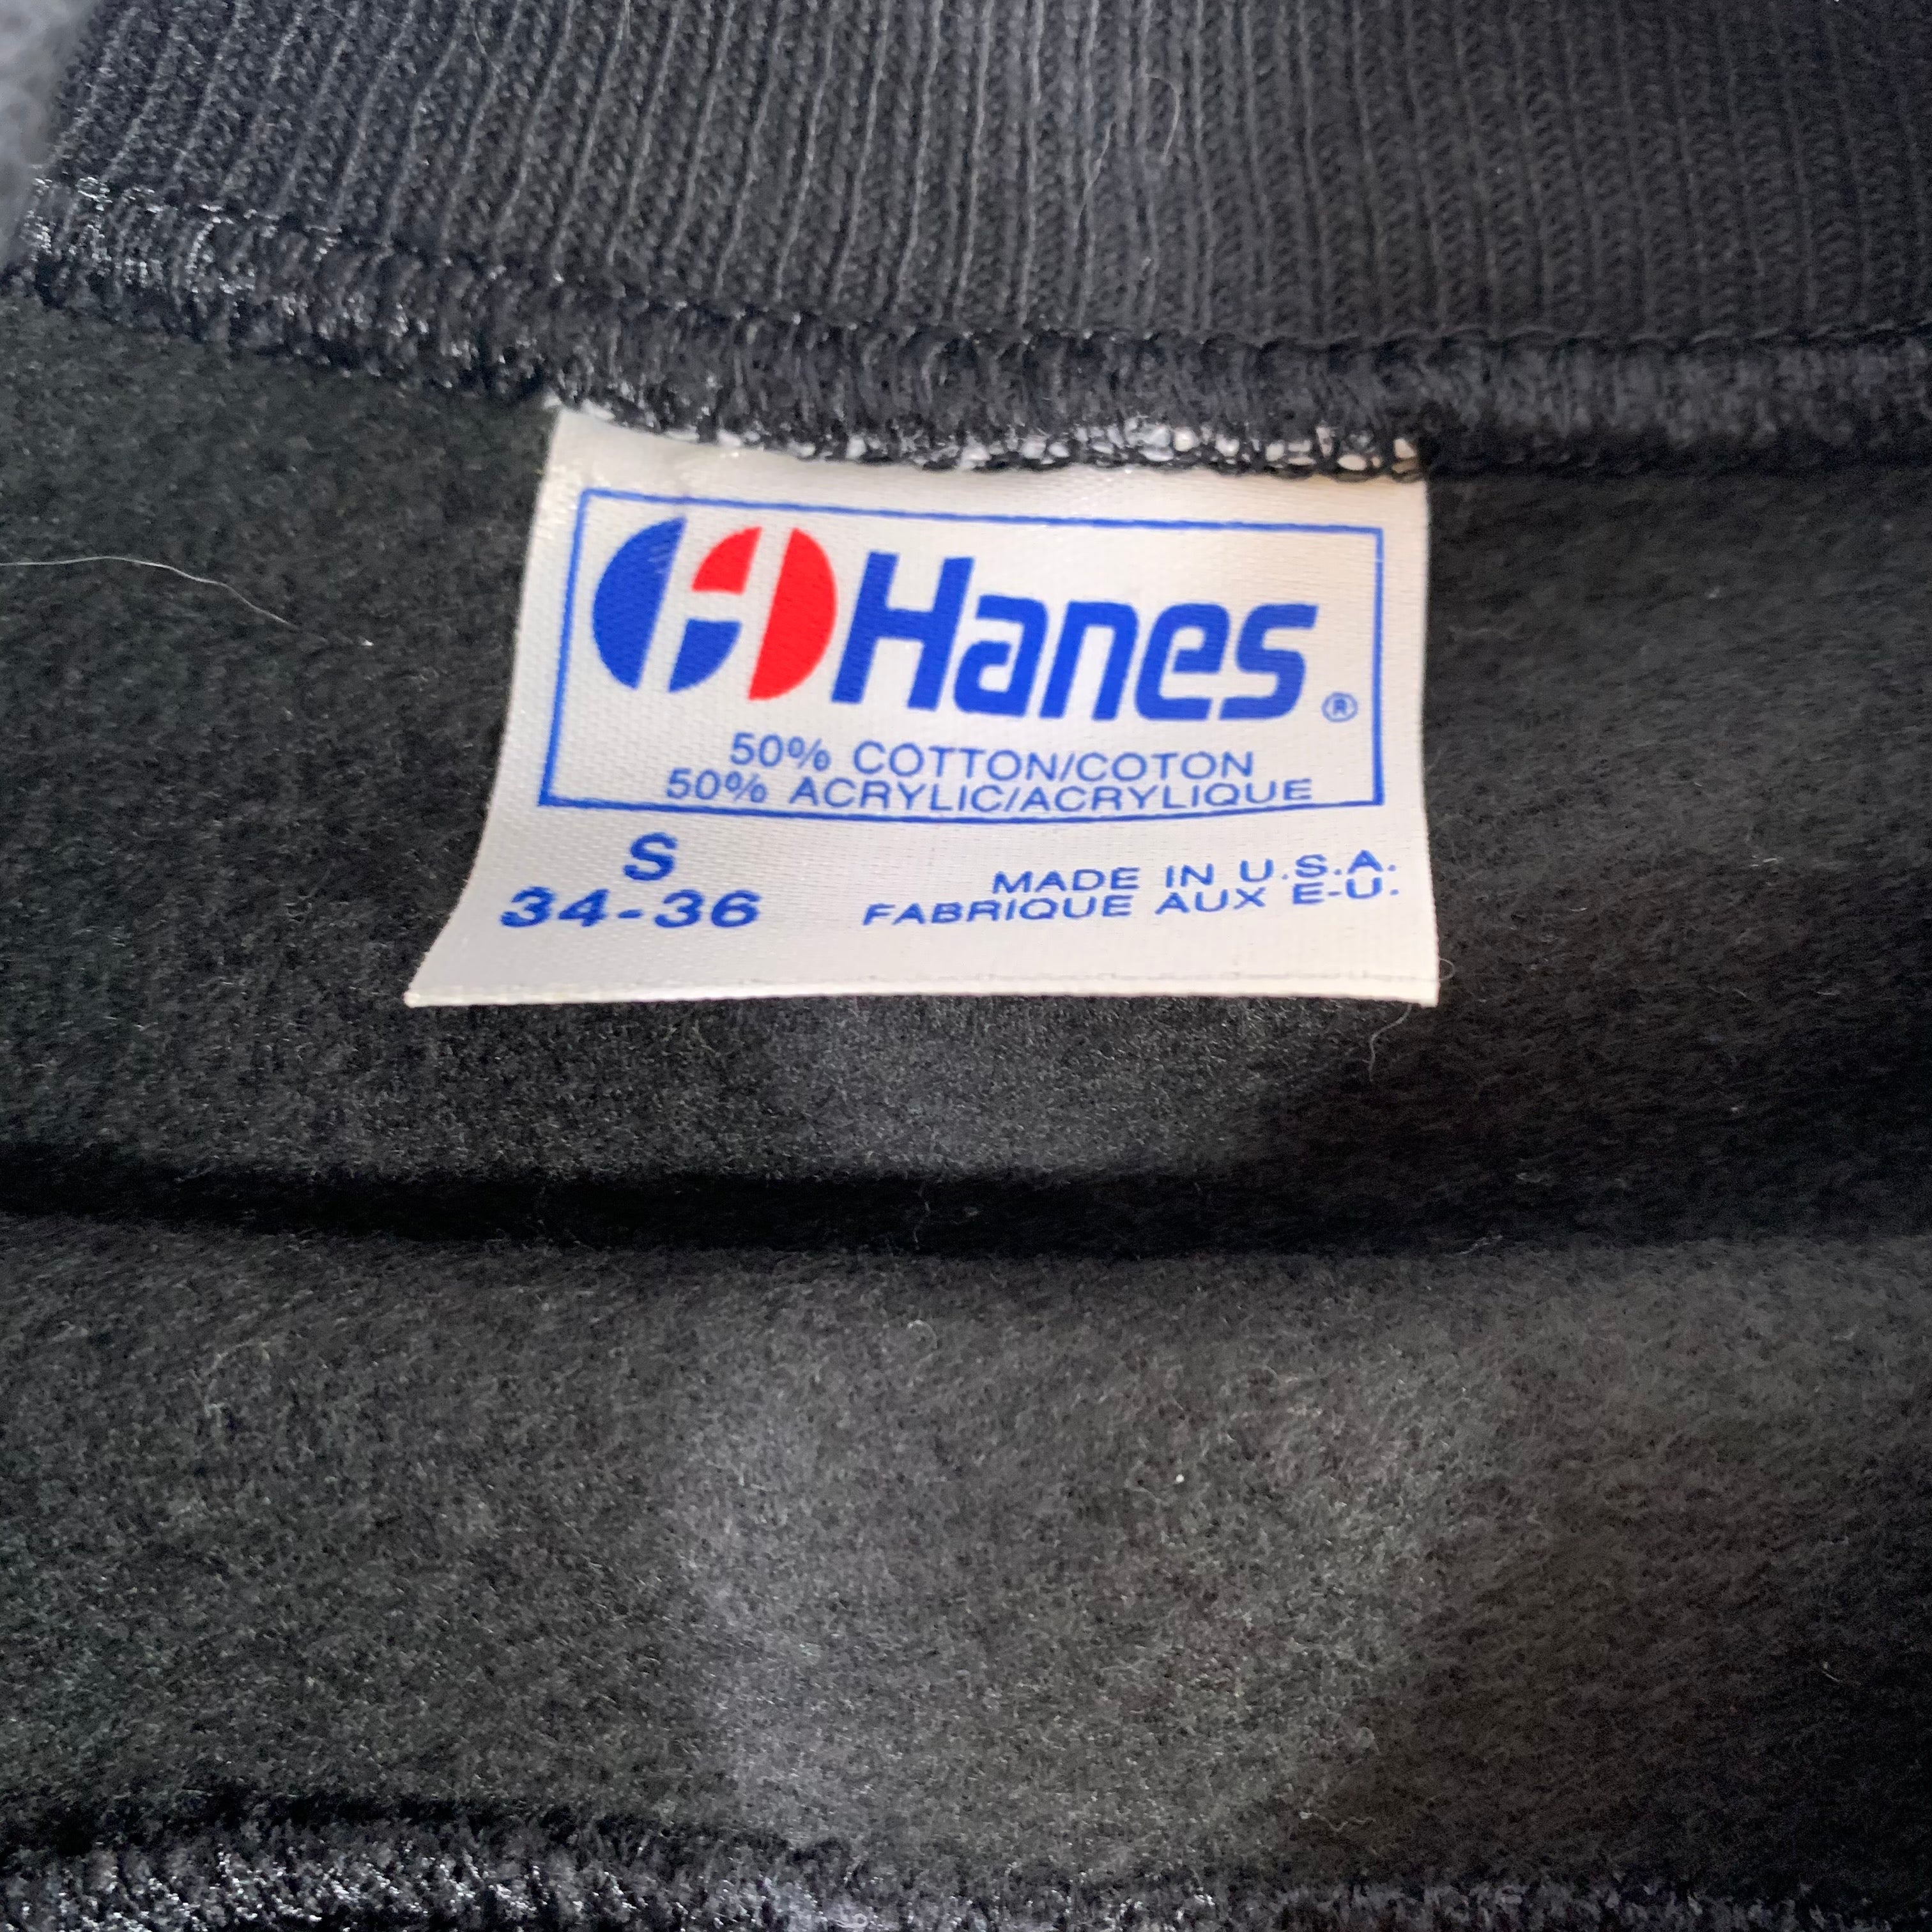 Hanes®
50% COTTON/COTON
50% ACRYLIC/ACRYLIQUE
S
34-36
MADE IN U.S.A.
FABRIQUE AUX E-U.